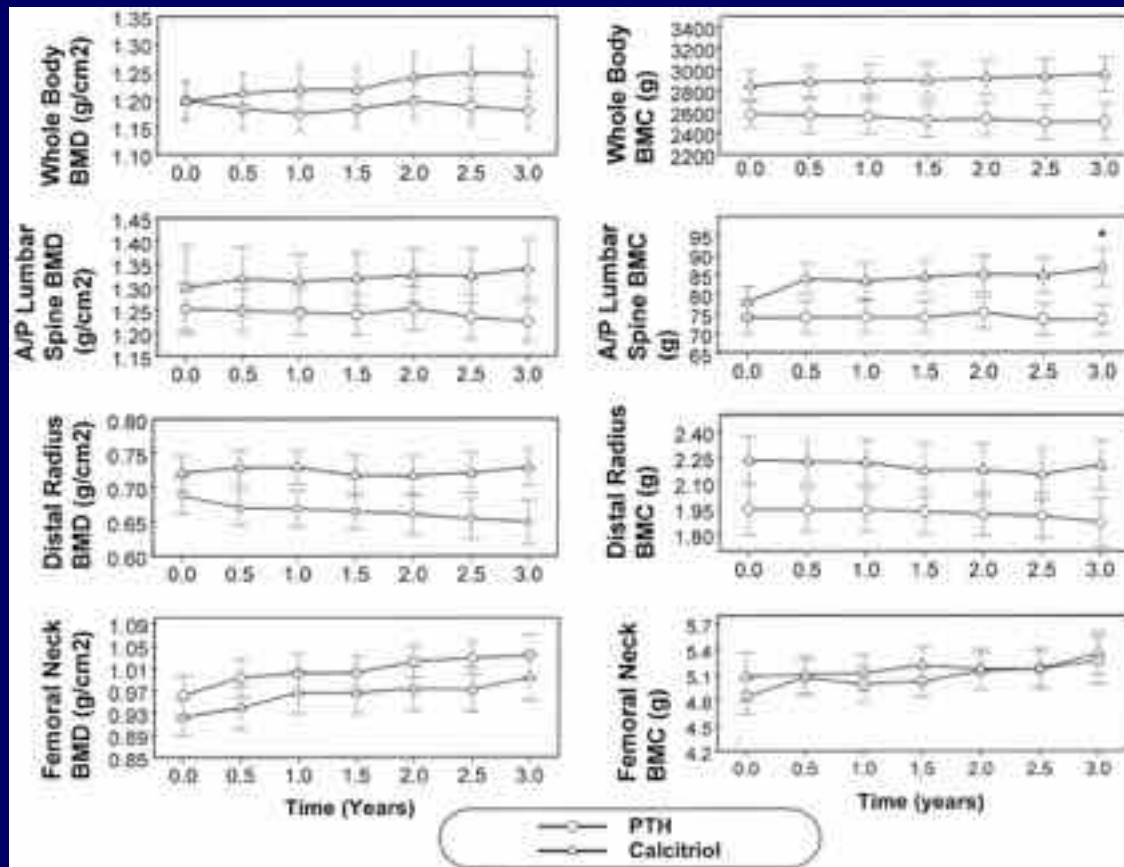 Whole Body
BMD (g/cm2)
1.35
1.30
1.25
1.20
1.15
1.10
0.0 0.5 1.0 1.5 2.0 2.5 3.0
Whole Body
BMC (g)
3400
3200
3000
2800
2600
2400
2200
0.0 0.5 1.0 1.5 2.0 2.5 3.0
A/P Lumbar
Spine BMD
(g/cm2)
1.45
1.40
1.35
1.30
1.25
1.20
1.15
0.0 0.5 1.0 1.5 2.0 2.5 3.0
A/P Lumbar
Spine BMC
(g)
95
90
85
80
75
70
65
*
0.0 0.5 1.0 1.5 2.0 2.5 3.0
Distal Radius
BMD (g/cm2)
0.80
0.75
0.70
0.65
0.60
0.0 0.5 1.0 1.5 2.0 2.5 3.0
Distal Radius
BMC (g)
2.40
2.25
2.10
1.95
1.80
0.0 0.5 1.0 1.5 2.0 2.5 3.0
Femoral Neck
BMD (g/cm2)
1.09
1.05
1.01
0.97
0.93
0.89
0.85
0.0 0.5 1.0 1.5 2.0 2.5 3.0
Time (Years)
Femoral Neck
BMC (g)
5.7
5.4
5.1
4.8
4.5
4.2
0.0 0.5 1.0 1.5 2.0 2.5 3.0
Time (years)
PTH
Calcitriol